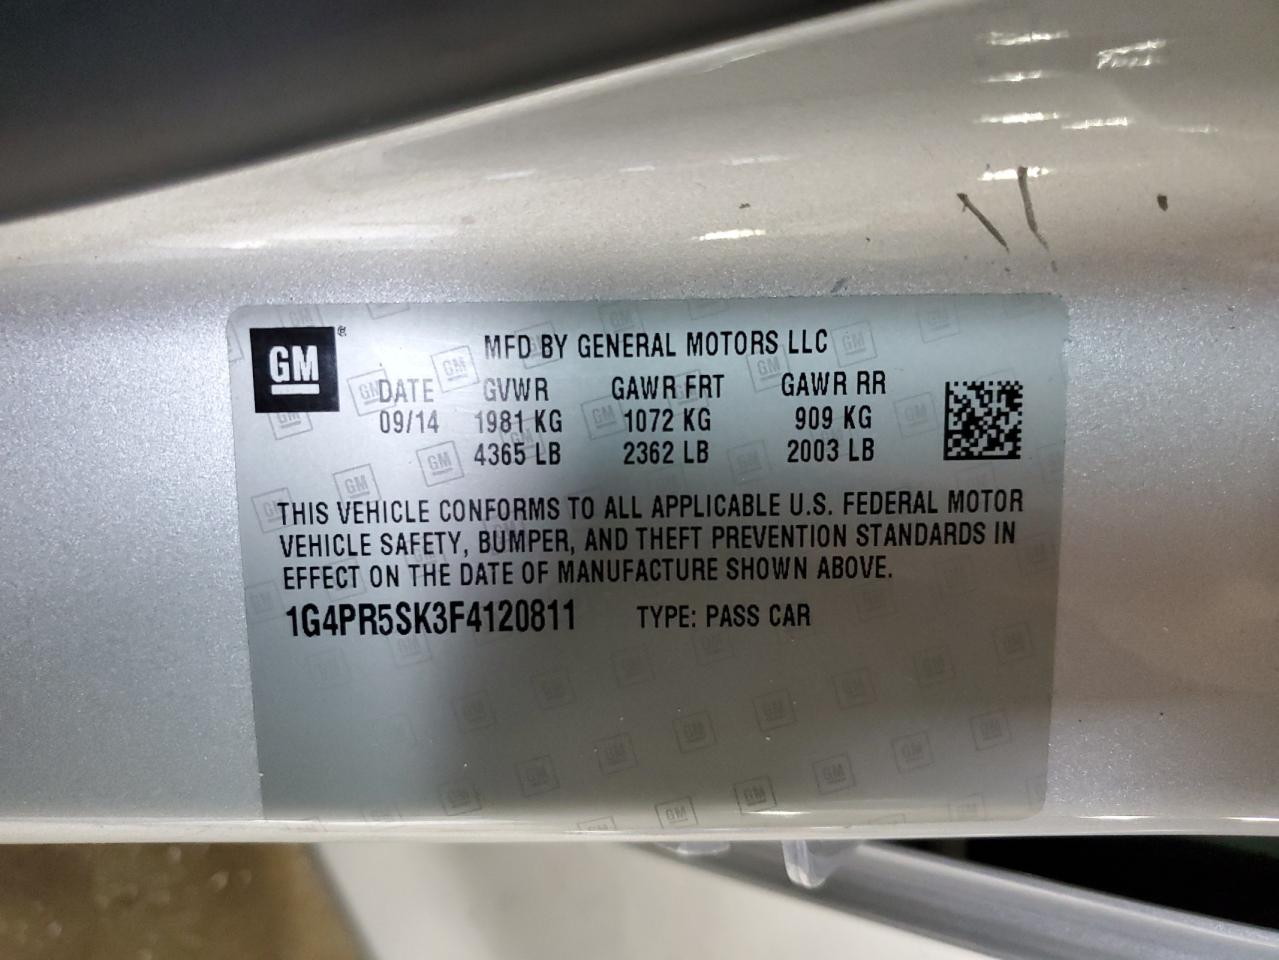 GM ®
MFD BY GENERAL MOTORS LLC
DATE GVWR GAWR FRT GAWR RR
09/14 1981 KG 1072 KG 909 KG
4365 LB 2362 LB 2003 LB
THIS VEHICLE CONFORMS TO ALL APPLICABLE U.S. FEDERAL MOTOR
VEHICLE SAFETY, BUMPER, AND THEFT PREVENTION STANDARDS IN
EFFECT ON THE DATE OF MANUFACTURE SHOWN ABOVE.
1G4PR5SK3F4120811 TYPE: PASS CAR